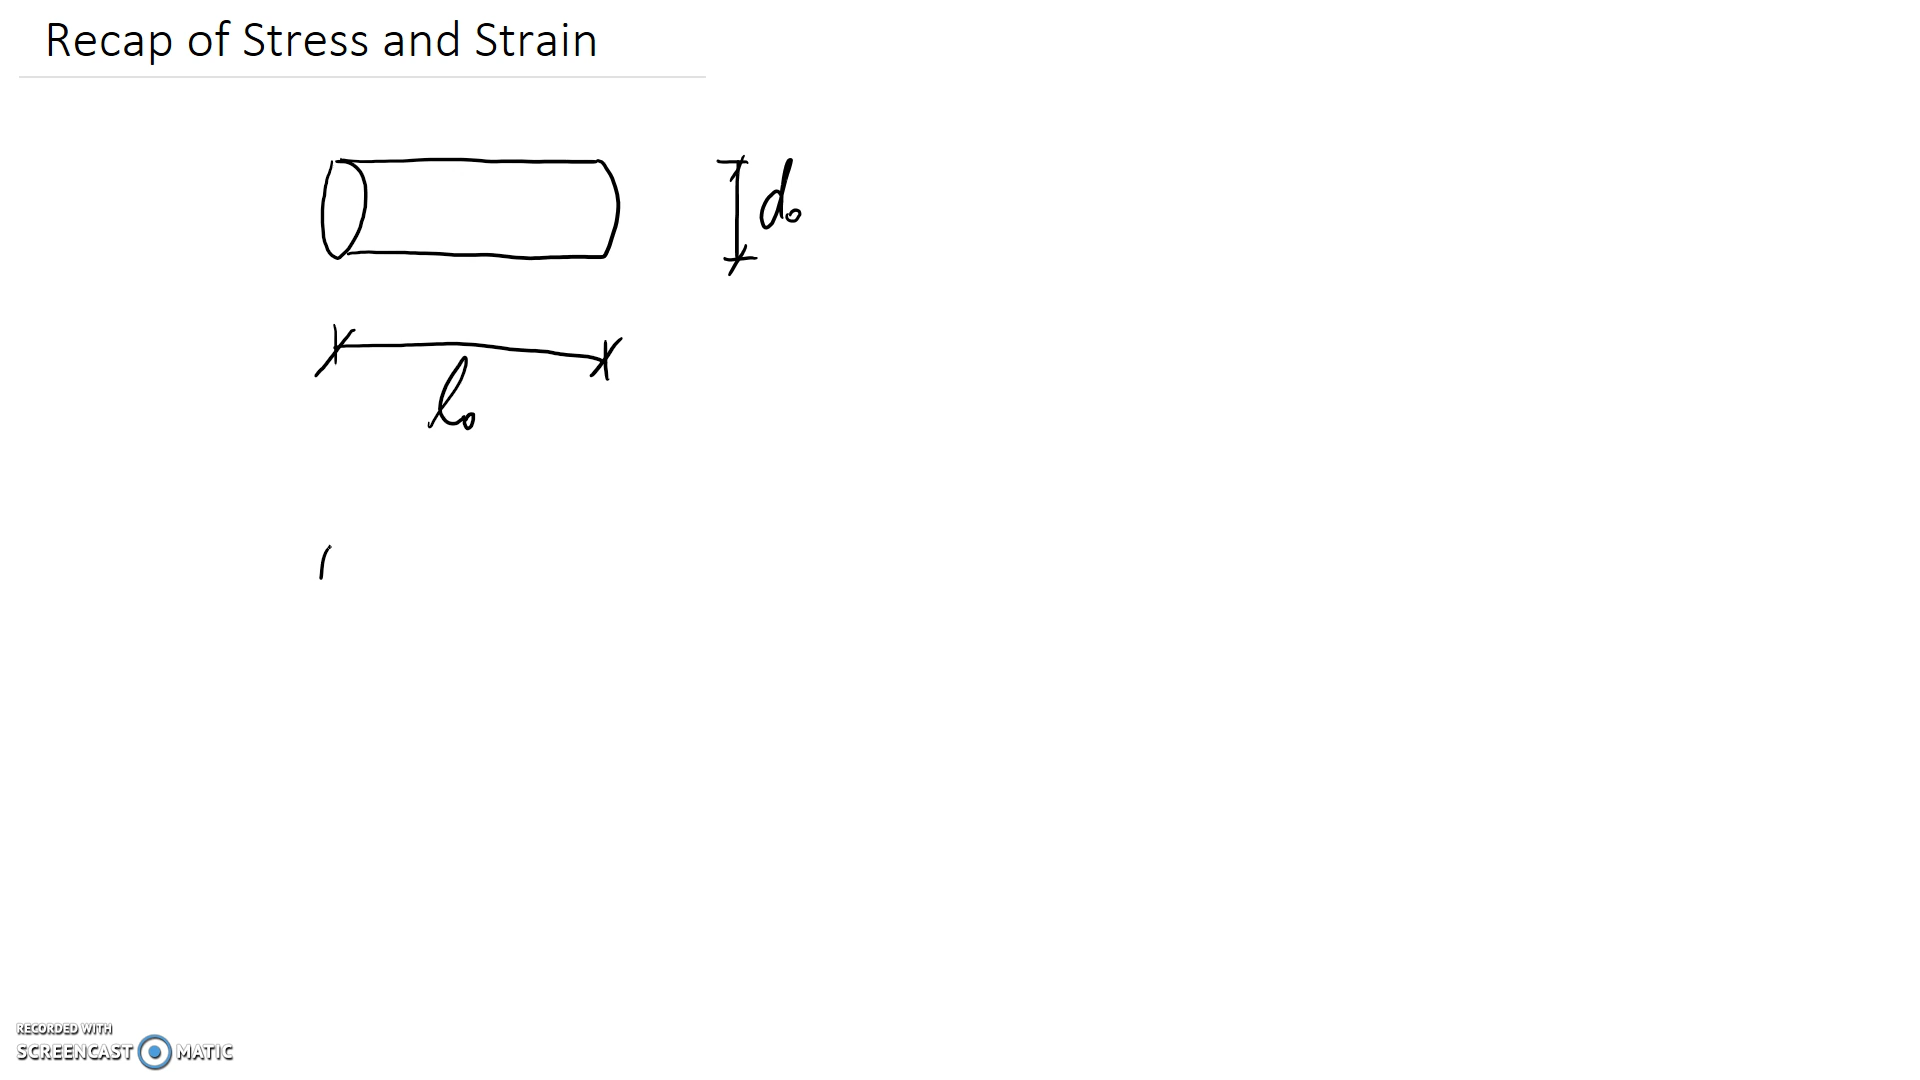 Recap of Stress and Strain
d₀
l₀
RECORDED WITH
SCREENCAST MATIC